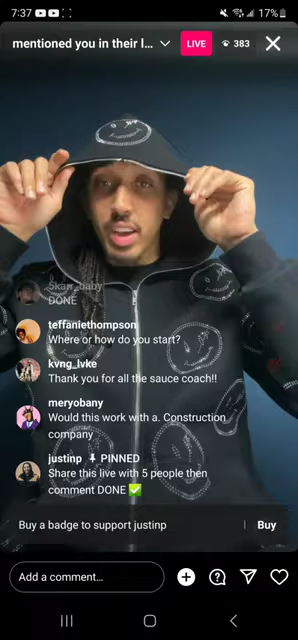 7:37
17%
mentioned you in their l...
LIVE
383
5kari_baby
DONE
teffaniethompson
Where or how do you start?
kvng_lvke
Thank you for all the sauce coach!!
meryobany
Would this work with a. Construction
company
justinp PINNED
Share this live with 5 people then
comment DONE ✅
Buy a badge to support justinp
Buy
Add a comment...